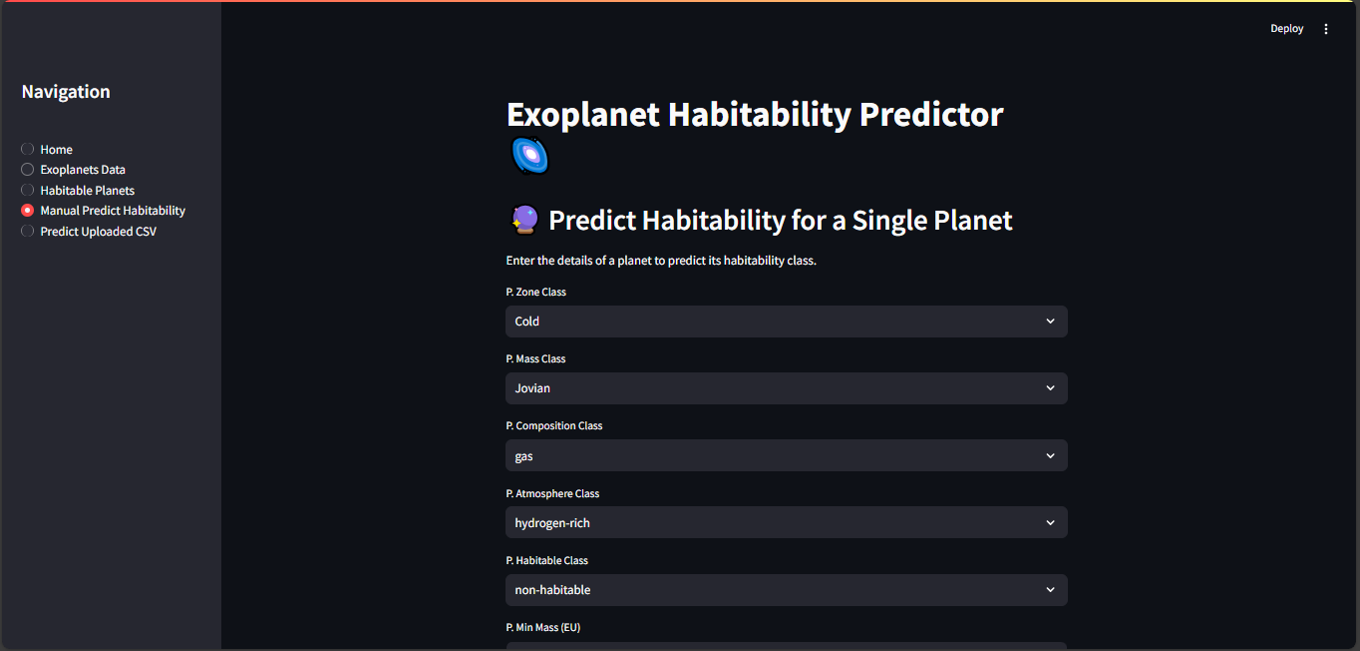 Deploy
Navigation
Home
Exoplanets Data
Habitable Planets
Manual Predict Habitability
Predict Uploaded CSV
Exoplanet Habitability Predictor
Predict Habitability for a Single Planet
Enter the details of a planet to predict its habitability class.
P. Zone Class
Cold
P. Mass Class
Jovian
P. Composition Class
gas
P. Atmosphere Class
hydrogen-rich
P. Habitable Class
non-habitable
P. Min Mass (EU)